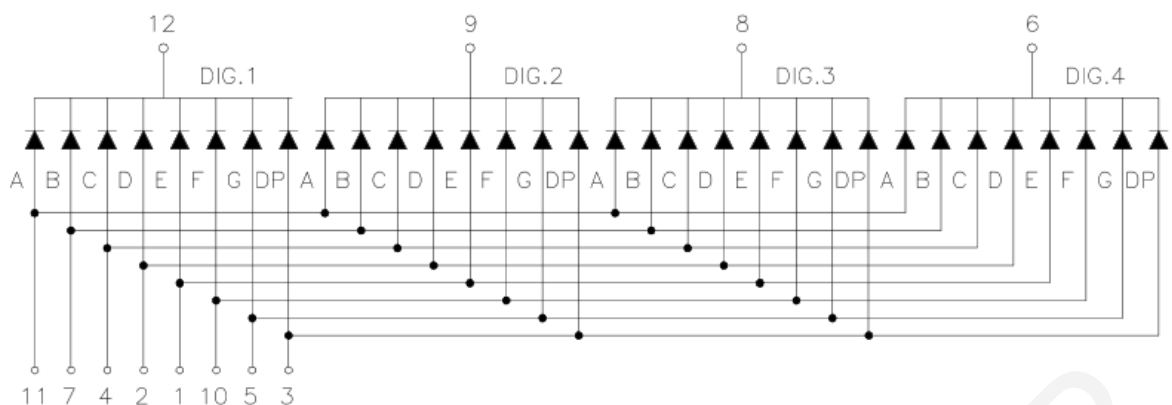 12 9 8 6
DIG.1 DIG.2 DIG.3 DIG.4
A B C D E F G DP A B C D E F G DP A B C D E F G DP A B C D E F G DP
11 7 4 2 1 10 5 3